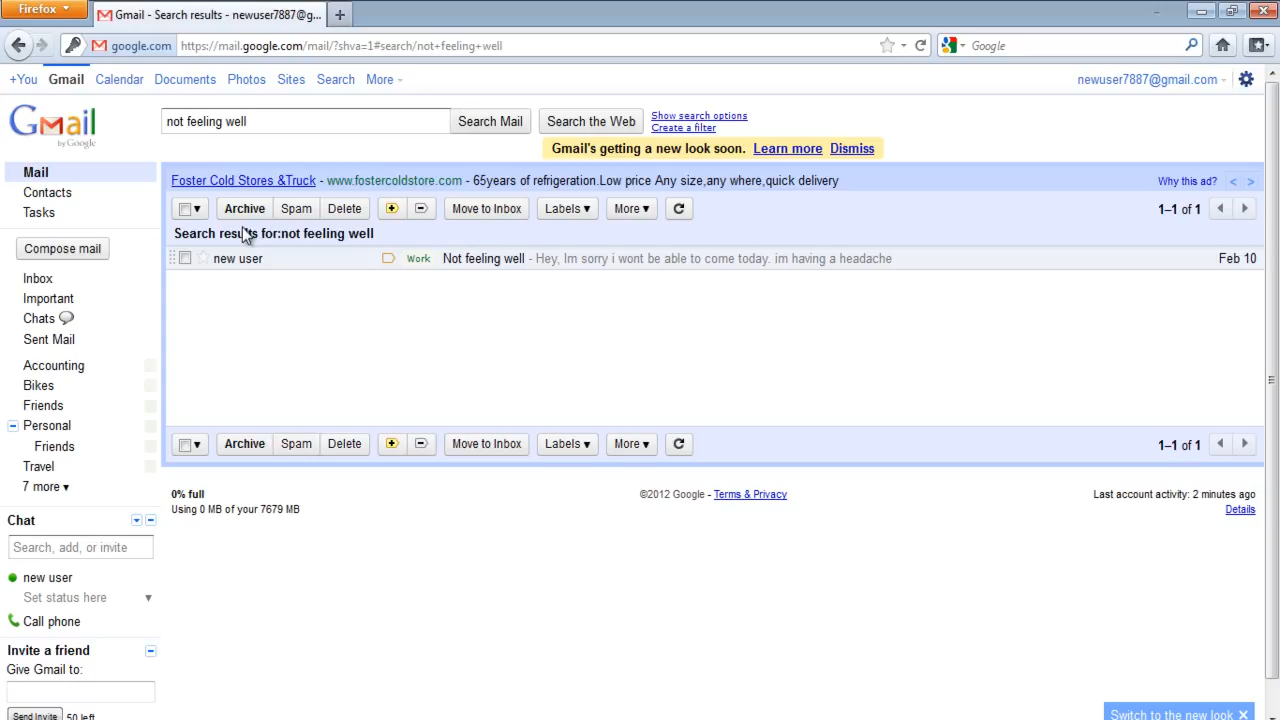 Firefox
Gmail - Search results - newuser7887@g...
google.com https://mail.google.com/mail/?shva=1#search/not+feeling+well
Google
+You Gmail Calendar Documents Photos Sites Search More
newuser7887@gmail.com
Gmail
by Google
not feeling well Search Mail Search the Web
Show search options
Create a filter
Gmail's getting a new look soon. Learn more Dismiss
Mail
Contacts
Tasks
Compose mail
Inbox
Important
Chats
Sent Mail
Accounting
Bikes
Friends
Personal
Friends
Travel
7 more
Chat
Search, add, or invite
new user
Set status here
Call phone
Invite a friend
Give Gmail to:
Send Invite 50 left
Foster Cold Stores &Truck - www.fostercoldstore.com - 65years of refrigeration.Low price Any size,any where,quick delivery Why this ad? < >
Archive Spam Delete Move to Inbox Labels More 1–1 of 1
Search results for:not feeling well
new user Work Not feeling well - Hey, Im sorry i wont be able to come today. im having a headache Feb 10
Archive Spam Delete Move to Inbox Labels More 1–1 of 1
0% full
Using 0 MB of your 7679 MB
©2012 Google - Terms & Privacy
Last account activity: 2 minutes ago
Details
Switch to the new look